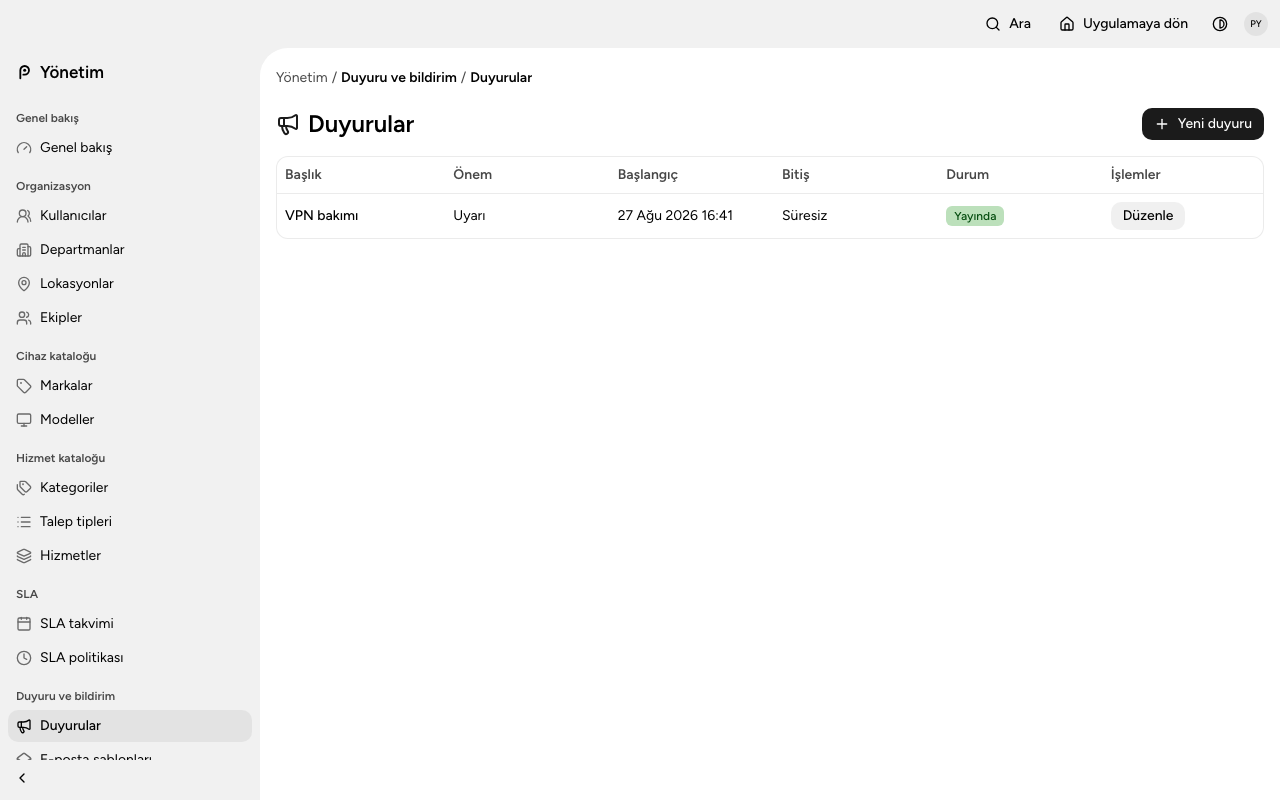 Ara
Uygulamaya dön
PY
Yönetim
Genel bakış
Genel bakış
Organizasyon
Kullanıcılar
Departmanlar
Lokasyonlar
Ekipler
Cihaz kataloğu
Markalar
Modeller
Hizmet kataloğu
Kategoriler
Talep tipleri
Hizmetler
SLA
SLA takvimi
SLA politikası
Duyuru ve bildirim
Duyurular
E-posta şablonları
Yönetim / Duyuru ve bildirim / Duyurular
Duyurular
Yeni duyuru
Başlık Önem Başlangıç Bitiş Durum İşlemler
VPN bakımı Uyarı 27 Ağu 2026 16:41 Süresiz Yayında Düzenle